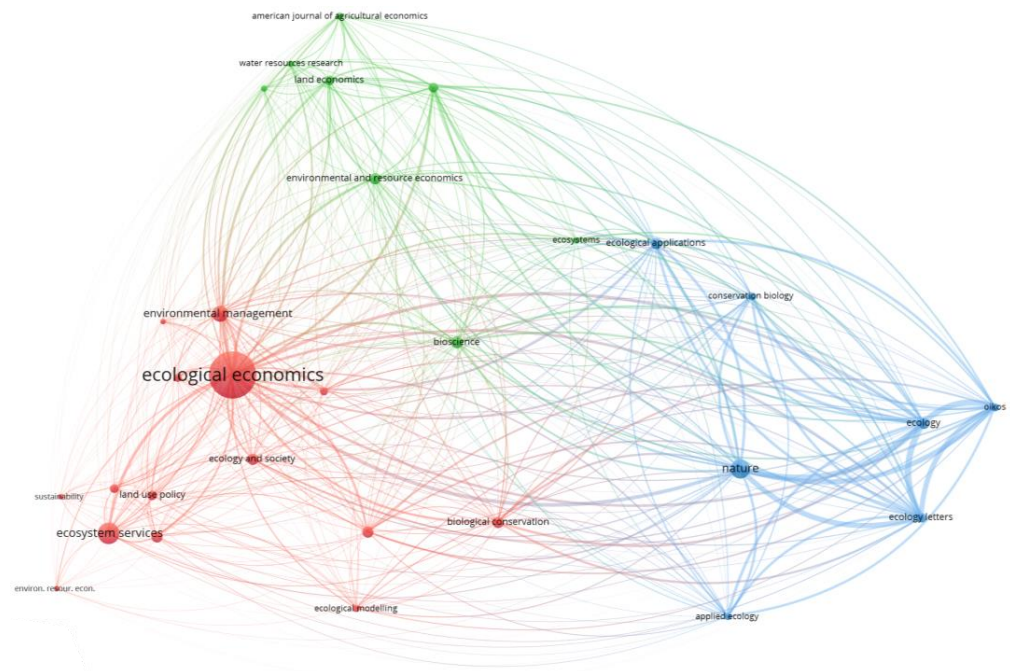 american journal of agricultural economics
water resources research
land economics
environmental and resource economics
ecosystems
ecological applications
conservation biology
environmental management
bioscience
ecological economics
oikos
ecology
ecology and society
nature
sustainability
land use policy
ecology letters
biological conservation
ecosystem services
environ. resour. econ.
ecological modelling
applied ecology